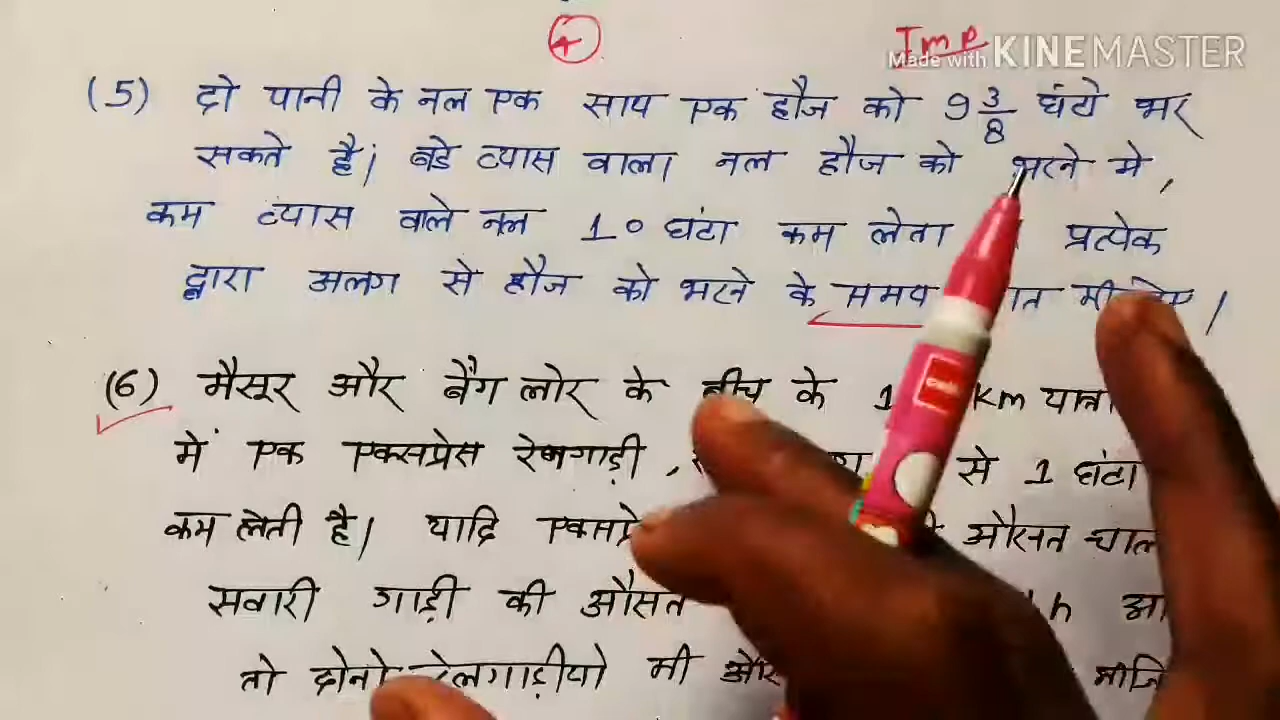 4
Imp
Made with KINEMASTER
(5) दो पानी के नल एक साथ एक हौज को 9 3/8 घंटो भर
सकते है। बडे व्यास वाला नल हौज को भरने मे,
कम व्यास वाले नल 10 घंटा कम लेता प्रत्येक
द्वारा अलग से हौज को भरने के समय
(6) मैसूर और बैंग लोर के बीच के 1 km यात्रा
में एक एक्सप्रेस रेलगाड़ी, से 1 घंटा
कम लेती है। यादि औसत चाल
सवारी गाड़ी की औसत
तो दोनो रेलगाड़ीयो की